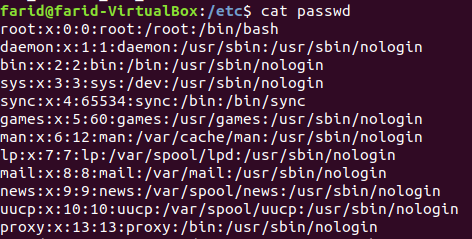 farid@farid-VirtualBox:/etc$ cat passwd
root:x:0:0:root:/root:/bin/bash
daemon:x:1:1:daemon:/usr/sbin:/usr/sbin/nologin
bin:x:2:2:bin:/bin:/usr/sbin/nologin
sys:x:3:3:sys:/dev:/usr/sbin/nologin
sync:x:4:65534:sync:/bin:/bin/sync
games:x:5:60:games:/usr/games:/usr/sbin/nologin
man:x:6:12:man:/var/cache/man:/usr/sbin/nologin
lp:x:7:7:lp:/var/spool/lpd:/usr/sbin/nologin
mail:x:8:8:mail:/var/mail:/usr/sbin/nologin
news:x:9:9:news:/var/spool/news:/usr/sbin/nologin
uucp:x:10:10:uucp:/var/spool/uucp:/usr/sbin/nologin
proxy:x:13:13:proxy:/bin:/usr/sbin/nologin